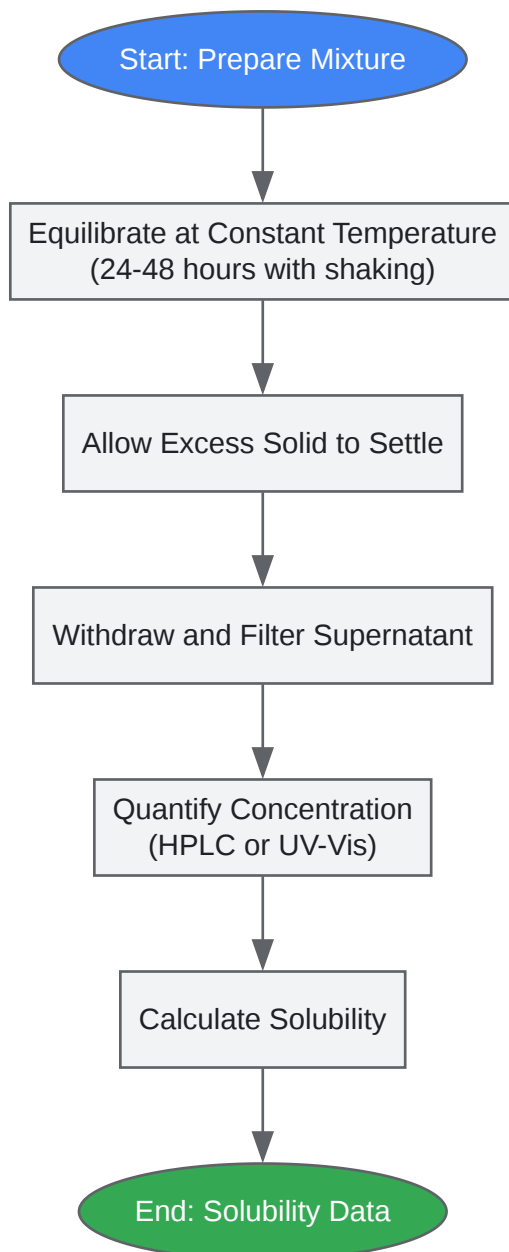 Start: Prepare Mixture
Equilibrate at Constant Temperature
(24-48 hours with shaking)
Allow Excess Solid to Settle
Withdraw and Filter Supernatant
Quantify Concentration
(HPLC or UV-Vis)
Calculate Solubility
End: Solubility Data